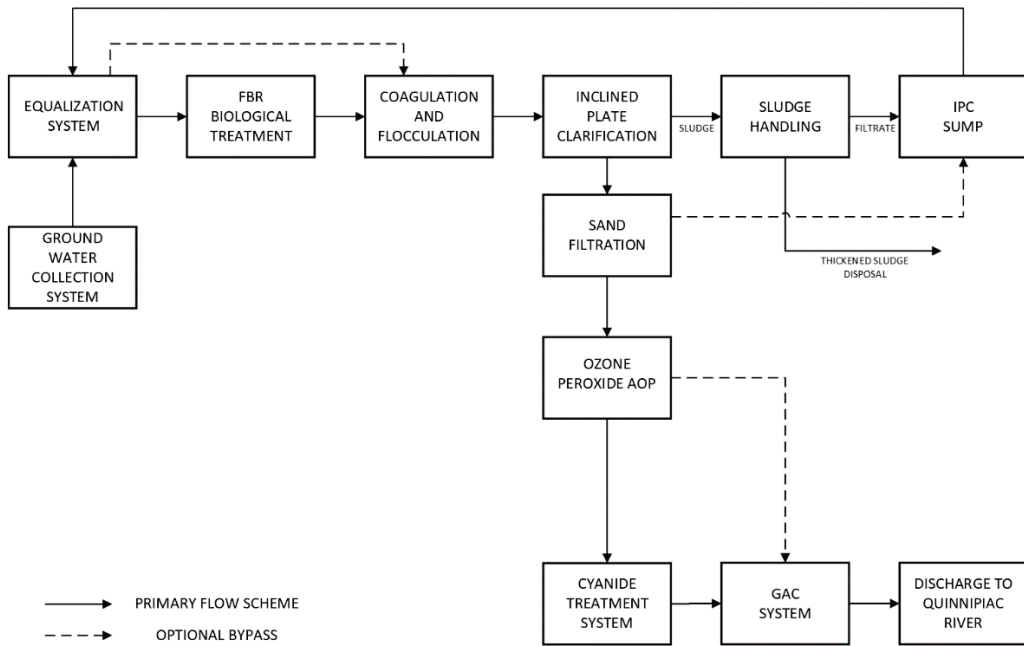 EQUALIZATION
SYSTEM
FBR
BIOLOGICAL
TREATMENT
COAGULATION
AND
FLOCCULATION
INCLINED
PLATE
CLARIFICATION
SLUDGE
SLUDGE
HANDLING
FILTRATE
IPC
SUMP
GROUND
WATER
COLLECTION
SYSTEM
SAND
FILTRATION
THICKENED SLUDGE
DISPOSAL
OZONE
PEROXIDE AOP
CYANIDE
TREATMENT
SYSTEM
GAC
SYSTEM
DISCHARGE TO
QUINNIPIAC
RIVER
PRIMARY FLOW SCHEME
OPTIONAL BYPASS